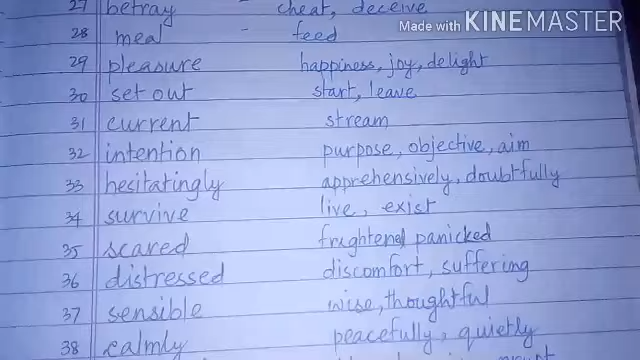 27 betray cheat, deceive
Made with KINEMASTER
28 meal - feed
29 pleasure happiness, joy, delight
30 set out start, leave
31 current stream
32 intention purpose, objective, aim
33 hesitatingly apprehensively, doubtfully
34 survive live, exist
35 scared frightened panicked
36 distressed discomfort, suffering
37 sensible wise, thoughtful
38 calmly peacefully, quietly